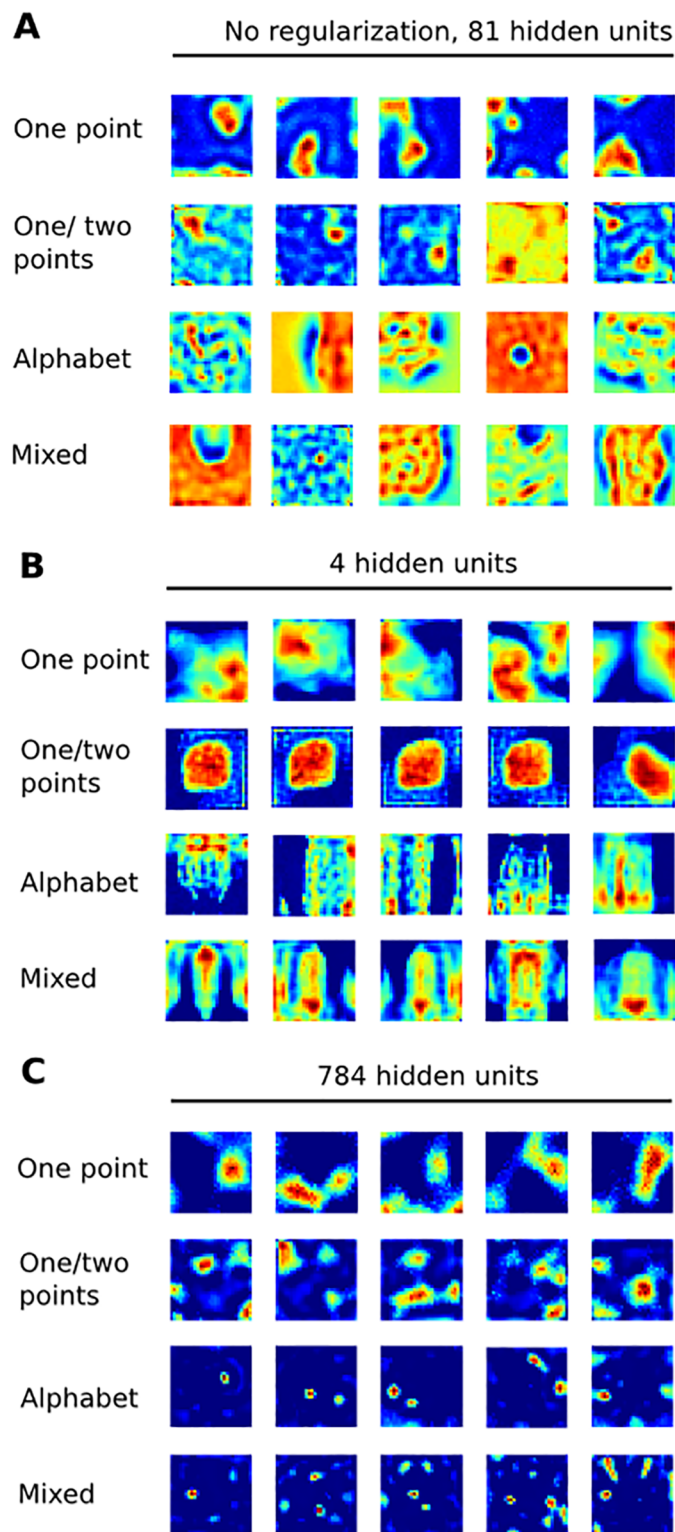 A
No regularization, 81 hidden units
One point
One/ two
points
Alphabet
Mixed
B
4 hidden units
One point
One/two
points
Alphabet
Mixed
C
784 hidden units
One point
One/two
points
Alphabet
Mixed